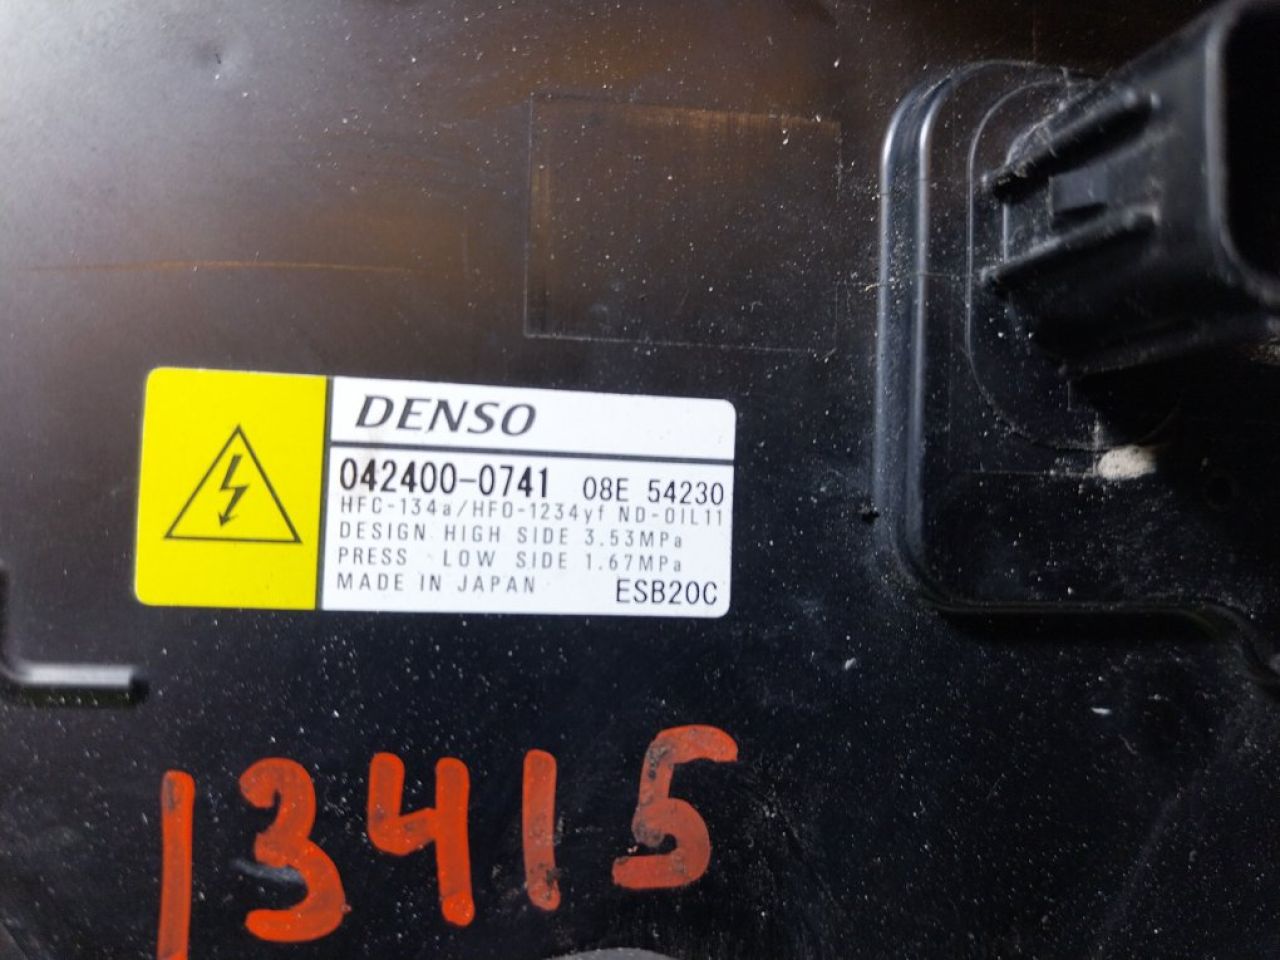 DENSO
042400-0741 08E 54230
HFC-134a/HFO-1234yf ND-OIL11
DESIGN HIGH SIDE 3.53MPa
PRESS LOW SIDE 1.67MPa
MADE IN JAPAN ESB20C
13415